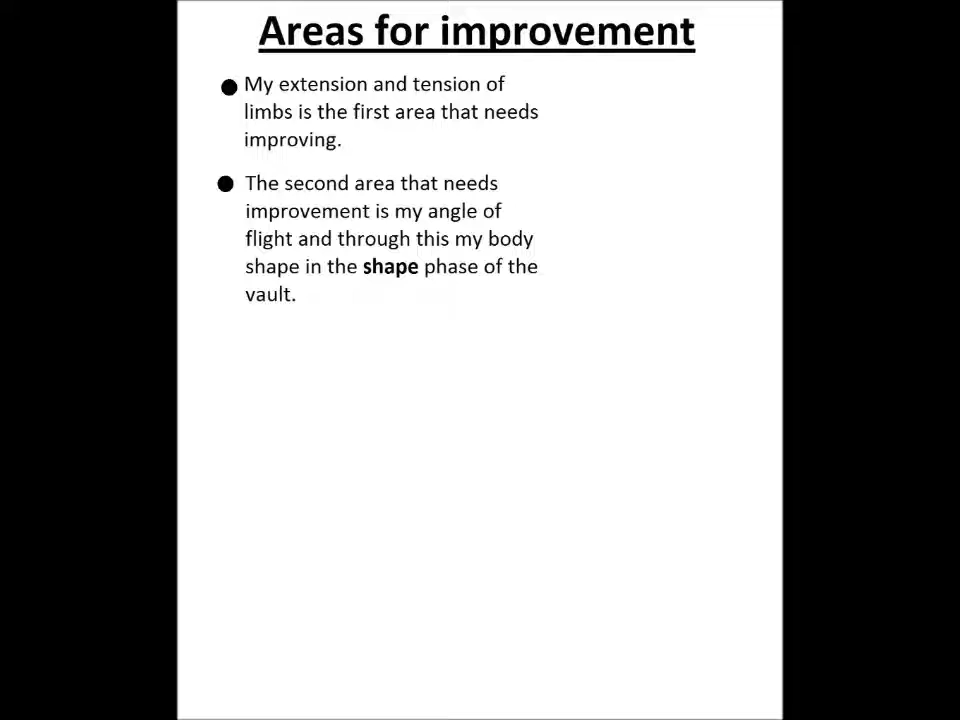 Areas for improvement
● My extension and tension of
limbs is the first area that needs
improving.
● The second area that needs
improvement is my angle of
flight and through this my body
shape in the shape phase of the
vault.